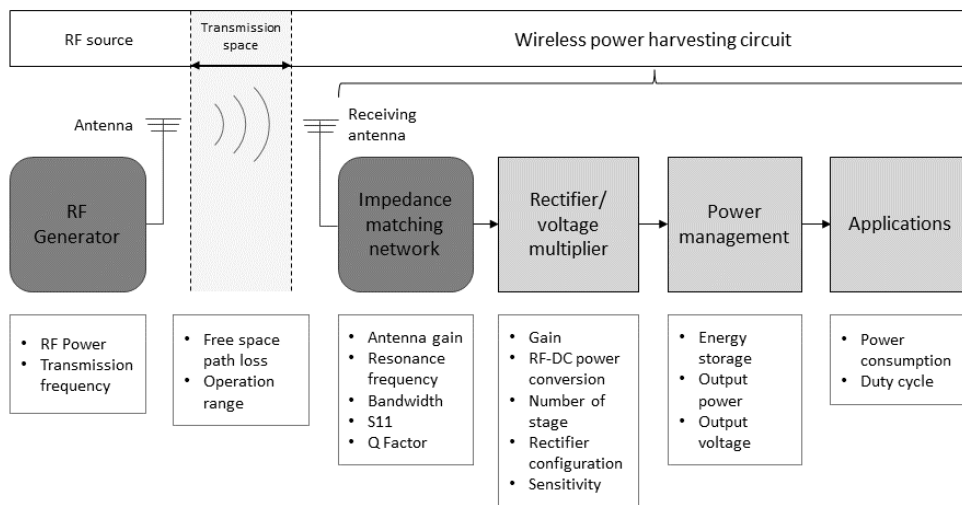 RF source
Transmission
space
Wireless power harvesting circuit
Antenna
Receiving
antenna
RF
Generator
Impedance
matching
network
Rectifier/
voltage
multiplier
Power
management
Applications
• RF Power
• Transmission
frequency
• Free space
path loss
• Operation
range
• Antenna gain
• Resonance
frequency
• Bandwidth
• S11
• Q Factor
• Gain
• RF-DC power
conversion
• Number of
stage
• Rectifier
configuration
• Sensitivity
• Energy
storage
• Output
power
• Output
voltage
• Power
consumption
• Duty cycle